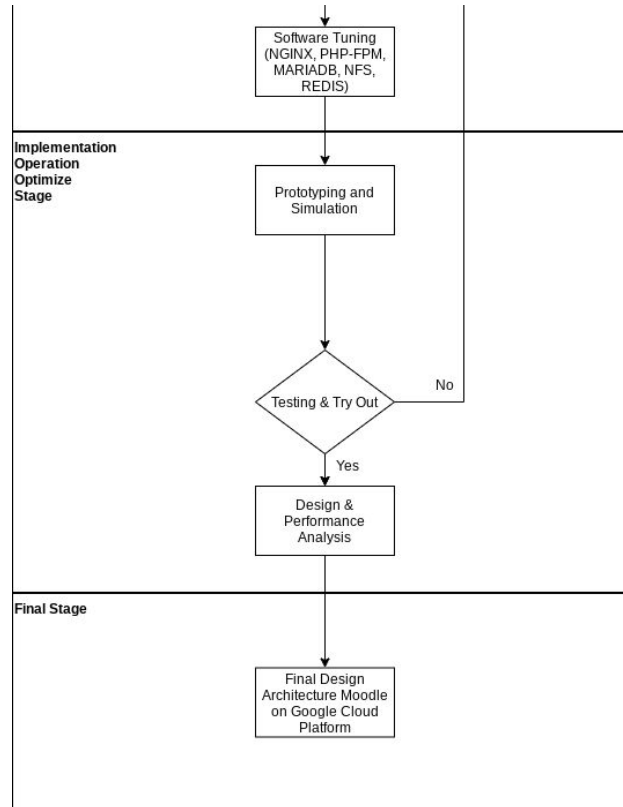 Software Tuning
(NGINX, PHP-FPM,
MARIADB, NFS,
REDIS)
Implementation
Operation
Optimize
Stage
Prototyping and
Simulation
Testing & Try Out
No
Yes
Design &
Performance
Analysis
Final Stage
Final Design
Architecture Moodle
on Google Cloud
Platform